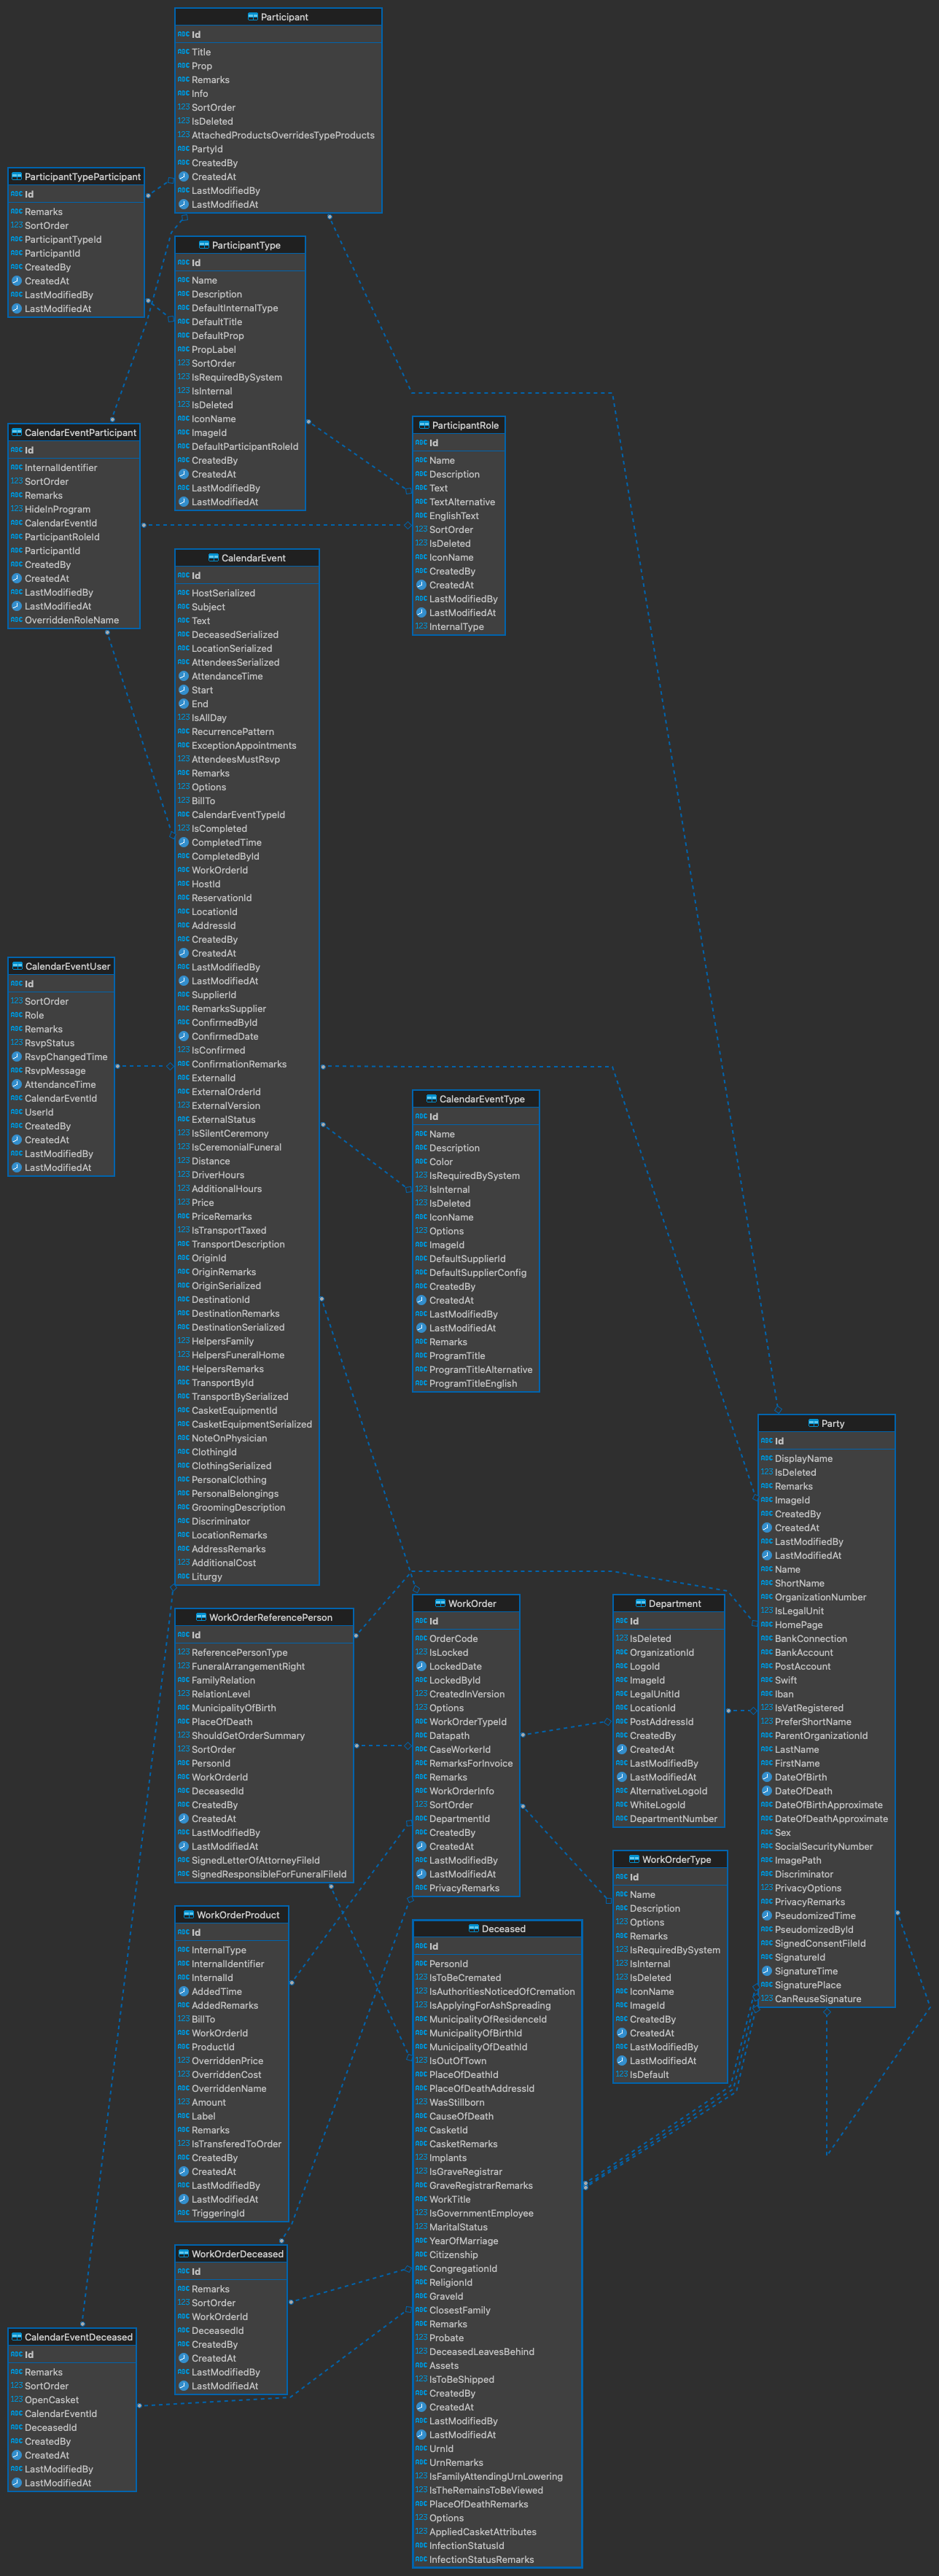 Participant
Id
Title
Prop
Remarks
Info
SortOrder
IsDeleted
AttachedProductsOverridesTypeProducts
PartyId
CreatedBy
CreatedAt
LastModifiedBy
LastModifiedAt
ParticipantTypeParticipant
Id
Remarks
SortOrder
ParticipantTypeId
ParticipantId
CreatedBy
CreatedAt
LastModifiedBy
LastModifiedAt
ParticipantType
Id
Name
Description
DefaultInternalType
DefaultTitle
DefaultProp
PropLabel
SortOrder
IsRequiredBySystem
IsInternal
IsDeleted
IconName
ImageId
DefaultParticipantRoleId
CreatedBy
CreatedAt
LastModifiedBy
LastModifiedAt
ParticipantRole
Id
Name
Description
Text
TextAlternative
EnglishText
SortOrder
IsDeleted
IconName
CreatedBy
CreatedAt
LastModifiedBy
LastModifiedAt
InternalType
CalendarEventParticipant
Id
InternalIdentifier
SortOrder
Remarks
HideInProgram
CalendarEventId
ParticipantRoleId
ParticipantId
CreatedBy
CreatedAt
LastModifiedBy
LastModifiedAt
OverriddenRoleName
CalendarEvent
Id
HostSerialized
Subject
Text
DeceasedSerialized
LocationSerialized
AttendeesSerialized
AttendanceTime
Start
End
IsAllDay
RecurrencePattern
ExceptionAppointments
AttendeesMustRsvp
Remarks
Options
BillTo
CalendarEventTypeId
IsCompleted
CompletedTime
CompletedById
WorkOrderId
HostId
ReservationId
LocationId
AddressId
CreatedBy
CreatedAt
LastModifiedBy
LastModifiedAt
SupplierId
RemarksSupplier
ConfirmedById
ConfirmedDate
IsConfirmed
ConfirmationRemarks
ExternalId
ExternalOrderId
ExternalVersion
ExternalStatus
IsSilentCeremony
IsCeremonialFuneral
Distance
DriverHours
AdditionalHours
Price
PriceRemarks
IsTransportTaxed
TransportDescription
OriginId
OriginRemarks
OriginSerialized
DestinationId
DestinationRemarks
DestinationSerialized
HelpersFamily
HelpersFuneralHome
HelpersRemarks
TransportById
TransportBySerialized
CasketEquipmentId
CasketEquipmentSerialized
NoteOnPhysician
ClothingId
ClothingSerialized
PersonalClothing
PersonalBelongings
GroomingDescription
Discriminator
LocationRemarks
AddressRemarks
AdditionalCost
Liturgy
CalendarEventUser
Id
SortOrder
Role
Remarks
RsvpStatus
RsvpChangedTime
RsvpMessage
AttendanceTime
CalendarEventId
UserId
CreatedBy
CreatedAt
LastModifiedBy
LastModifiedAt
CalendarEventType
Id
Name
Description
Color
IsRequiredBySystem
IsInternal
IsDeleted
IconName
Options
ImageId
DefaultSupplierId
DefaultSupplierConfig
CreatedBy
CreatedAt
LastModifiedBy
LastModifiedAt
Remarks
ProgramTitle
ProgramTitleAlternative
ProgramTitleEnglish
Party
Id
DisplayName
IsDeleted
Remarks
ImageId
CreatedBy
CreatedAt
LastModifiedBy
LastModifiedAt
Name
ShortName
OrganizationNumber
IsLegalUnit
HomePage
BankConnection
BankAccount
PostAccount
Swift
Iban
IsVatRegistered
PreferShortName
ParentOrganizationId
LastName
FirstName
DateOfBirth
DateOfDeath
DateOfBirthApproximate
DateOfDeathApproximate
Sex
SocialSecurityNumber
ImagePath
Discriminator
PrivacyOptions
PrivacyRemarks
PseudomizedTime
PseudomizedById
SignedConsentFileId
SignatureId
SignatureTime
SignaturePlace
CanReuseSignature
WorkOrderReferencePerson
Id
ReferencePersonType
FuneralArrangementRight
FamilyRelation
RelationLevel
MunicipalityOfBirth
PlaceOfDeath
ShouldGetOrderSummary
SortOrder
PersonId
WorkOrderId
DeceasedId
CreatedBy
CreatedAt
LastModifiedBy
LastModifiedAt
SignedLetterOfAttorneyFileId
SignedResponsibleForFuneralFileId
WorkOrder
Id
OrderCode
IsLocked
LockedDate
LockedById
CreatedInVersion
Options
WorkOrderTypeId
Datapath
CaseWorkerId
RemarksForInvoice
Remarks
WorkOrderInfo
SortOrder
DepartmentId
CreatedBy
CreatedAt
LastModifiedBy
LastModifiedAt
PrivacyRemarks
Department
Id
IsDeleted
OrganizationId
LogoId
ImageId
LegalUnitId
LocationId
PostAddressId
CreatedBy
CreatedAt
LastModifiedBy
LastModifiedAt
AlternativeLogoId
WhiteLogoId
DepartmentNumber
WorkOrderType
Id
Name
Description
Options
Remarks
IsRequiredBySystem
IsInternal
IsDeleted
IconName
ImageId
CreatedBy
CreatedAt
LastModifiedBy
LastModifiedAt
IsDefault
WorkOrderProduct
Id
InternalType
InternalIdentifier
InternalId
AddedTime
AddedRemarks
BillTo
WorkOrderId
ProductId
OverriddenPrice
OverriddenCost
OverriddenName
Amount
Label
Remarks
IsTransferedToOrder
CreatedBy
CreatedAt
LastModifiedBy
LastModifiedAt
TriggeringId
Deceased
Id
PersonId
IsToBeCremated
IsAuthoritiesNoticedOfCremation
IsApplyingForAshSpreading
MunicipalityOfResidenceId
MunicipalityOfBirthId
MunicipalityOfDeathId
IsOutOfTown
PlaceOfDeathId
PlaceOfDeathAddressId
WasStillborn
CauseOfDeath
CasketId
CasketRemarks
Implants
IsGraveRegistrar
GraveRegistrarRemarks
WorkTitle
IsGovernmentEmployee
MaritalStatus
YearOfMarriage
Citizenship
CongregationId
ReligionId
GraveId
ClosestFamily
Remarks
Probate
DeceasedLeavesBehind
Assets
IsToBeShipped
CreatedBy
CreatedAt
LastModifiedBy
LastModifiedAt
UrnId
UrnRemarks
IsFamilyAttendingUrnLowering
IsTheRemainsToBeViewed
PlaceOfDeathRemarks
Options
AppliedCasketAttributes
InfectionStatusId
InfectionStatusRemarks
WorkOrderDeceased
Id
Remarks
SortOrder
WorkOrderId
DeceasedId
CreatedBy
CreatedAt
LastModifiedBy
LastModifiedAt
CalendarEventDeceased
Id
Remarks
SortOrder
OpenCasket
CalendarEventId
DeceasedId
CreatedBy
CreatedAt
LastModifiedBy
LastModifiedAt